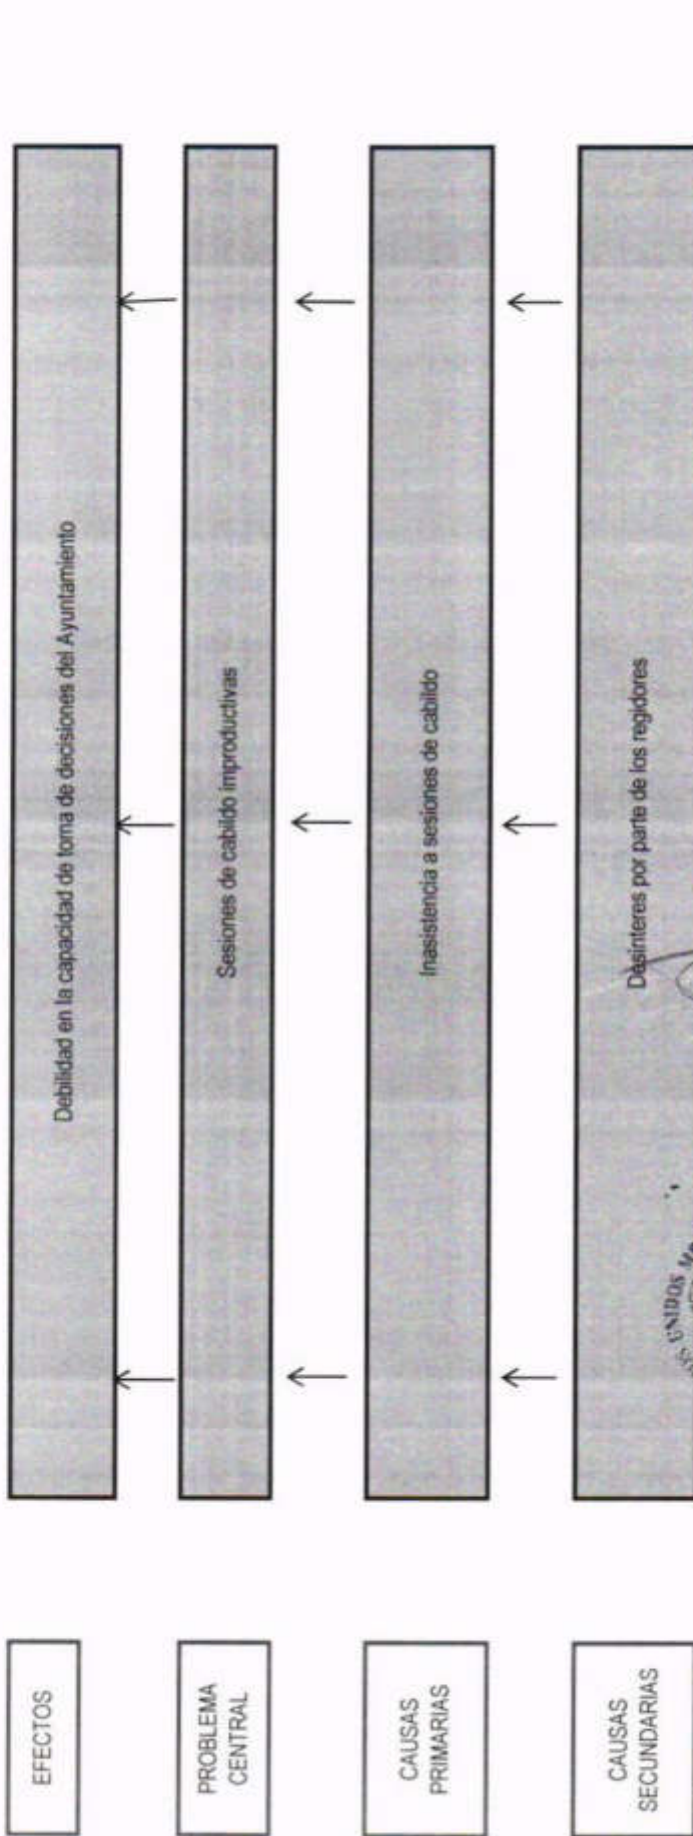 EFECTOS
Debilidad en la capacidad de toma de decisiones del Ayuntamiento
PROBLEMA
CENTRAL
Sesiones de cabildo improductivas
CAUSAS
PRIMARIAS
Inasistencia a sesiones de cabildo
CAUSAS
SECUNDARIAS
Desinteres por parte de los regidores
UNIDOS